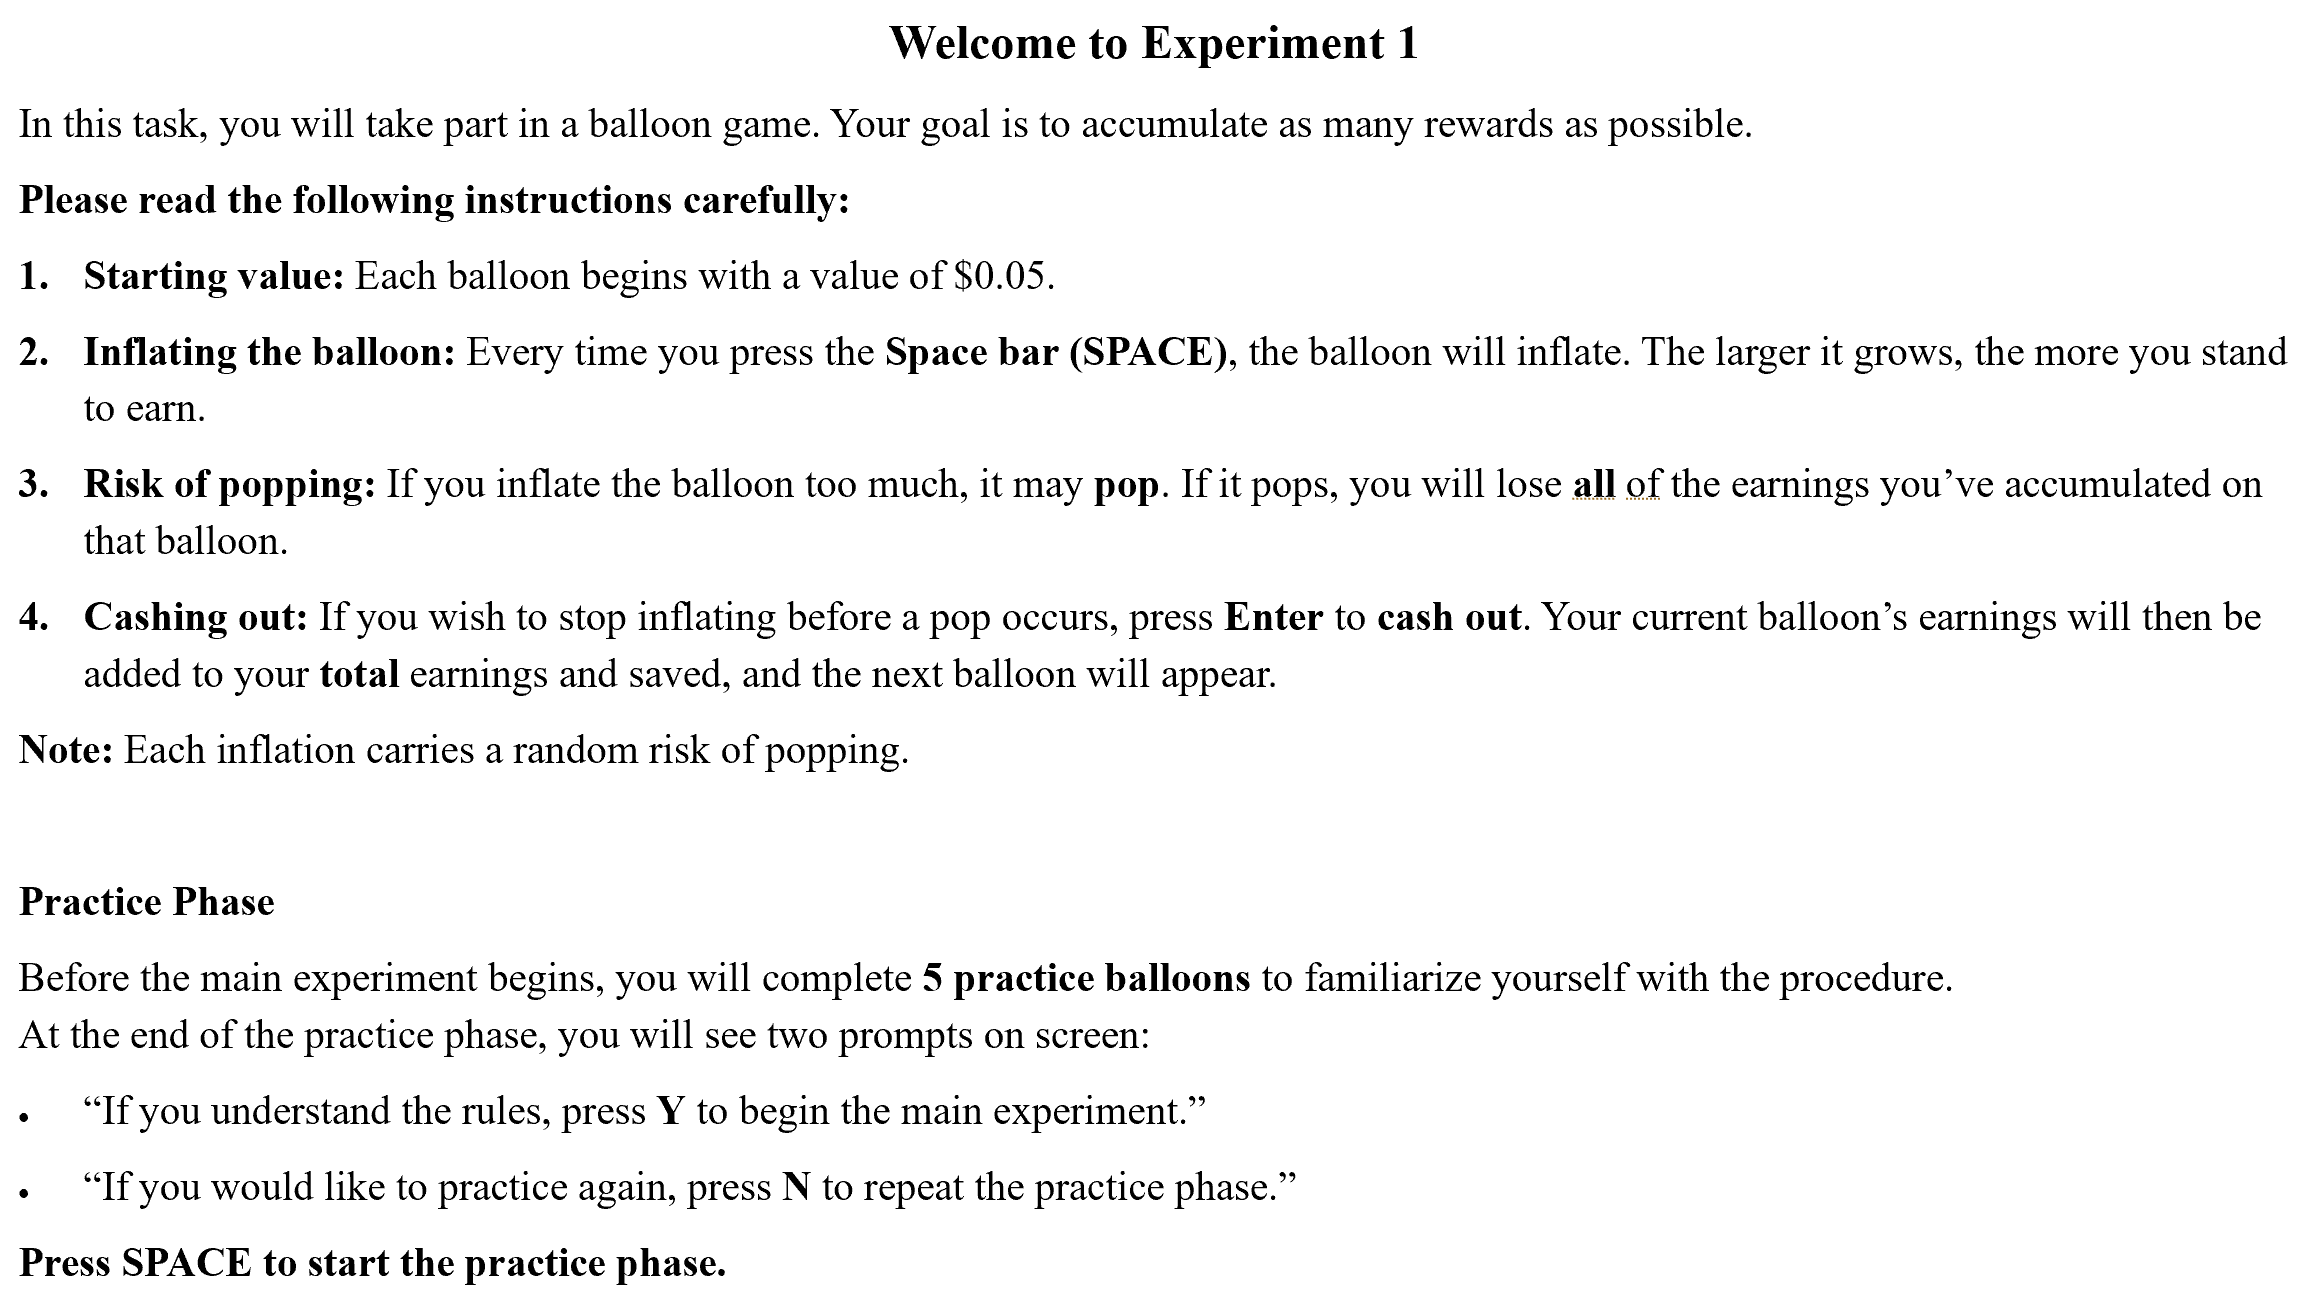 Welcome to Experiment 1
In this task, you will take part in a balloon game. Your goal is to accumulate as many rewards as possible.
Please read the following instructions carefully:
1. Starting value: Each balloon begins with a value of $0.05.
2. Inflating the balloon: Every time you press the Space bar (SPACE), the balloon will inflate. The larger it grows, the more you stand
to earn.
3. Risk of popping: If you inflate the balloon too much, it may pop. If it pops, you will lose all of the earnings you’ve accumulated on
that balloon.
4. Cashing out: If you wish to stop inflating before a pop occurs, press Enter to cash out. Your current balloon’s earnings will then be
added to your total earnings and saved, and the next balloon will appear.
Note: Each inflation carries a random risk of popping.
Practice Phase
Before the main experiment begins, you will complete 5 practice balloons to familiarize yourself with the procedure.
At the end of the practice phase, you will see two prompts on screen:
• “If you understand the rules, press Y to begin the main experiment.”
• “If you would like to practice again, press N to repeat the practice phase.”
Press SPACE to start the practice phase.